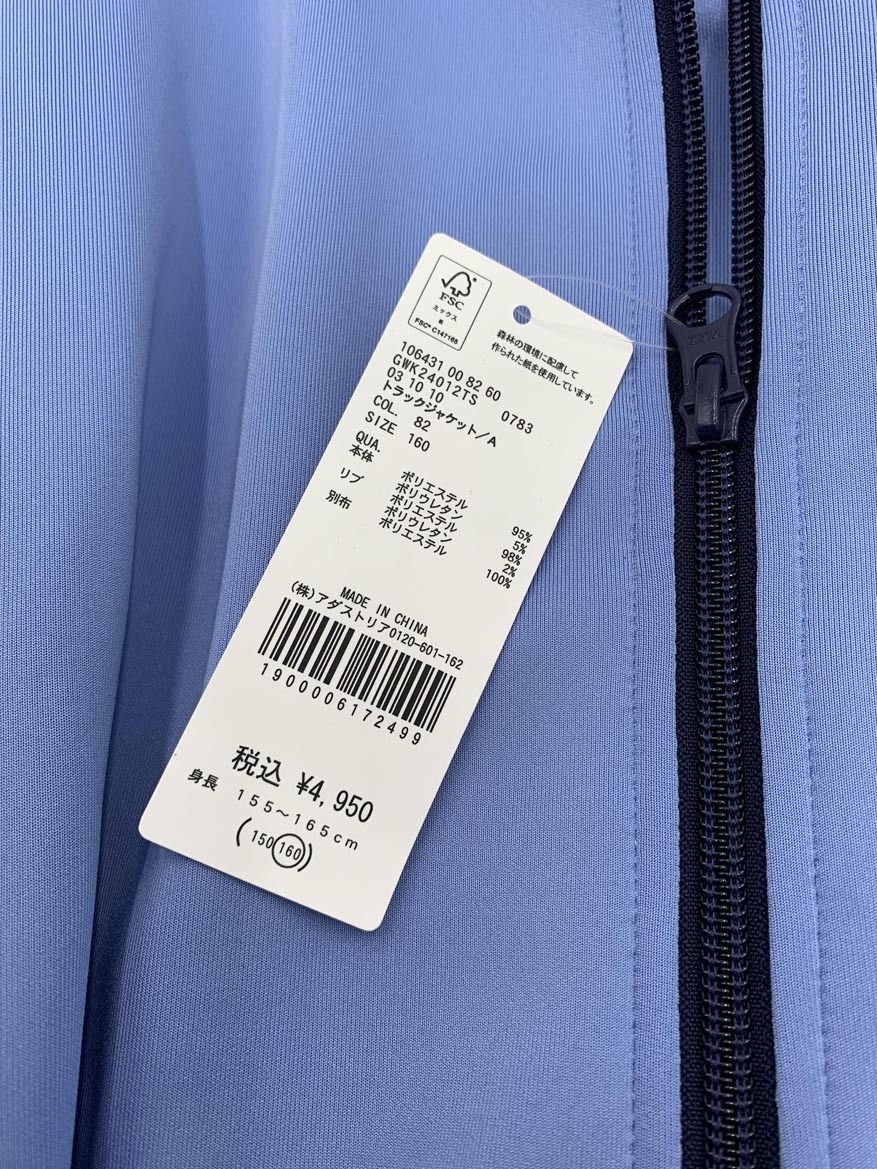 FSC
ミックス
紙
FSC® C147165
森林の環境に配慮して
作られた紙を使用しています。
106431 00 82 60
GWK24012TS 0783
03 10 10
トラックジャケット／A
COL. 82
SIZE 160
QUA.
本体 ポリエステル 95%
ポリウレタン 5%
リブ ポリエステル 98%
ポリウレタン 2%
別布 ポリエステル 100%
MADE IN CHINA
(株)アダストリア0120-601-162
1900006172499
税込 ¥4,950
身長 155～165cm
(150 160)